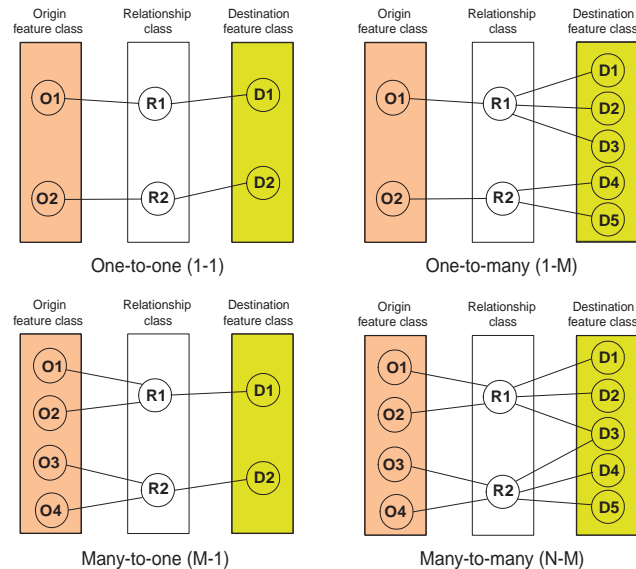 Origin
feature class
Relationship
class
Destination
feature class
O1
R1
D1
O2
R2
D2
One-to-one (1-1)
Origin
feature class
Relationship
class
Destination
feature class
O1
R1
D1
D2
D3
O2
R2
D4
D5
One-to-many (1-M)
Origin
feature class
Relationship
class
Destination
feature class
O1
O2
R1
D1
O3
O4
R2
D2
Many-to-one (M-1)
Origin
feature class
Relationship
class
Destination
feature class
O1
O2
R1
D1
D2
D3
O3
O4
R2
D4
D5
Many-to-many (N-M)